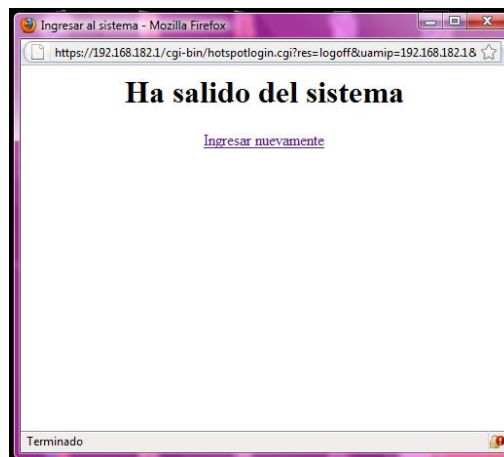 Ingresar al sistema - Mozilla Firefox
https://192.168.182.1/cgi-bin/hotspotlogin.cgi?res=logoff&uamip=192.168.182.1&
Ha salido del sistema
Ingresar nuevamente
Terminado